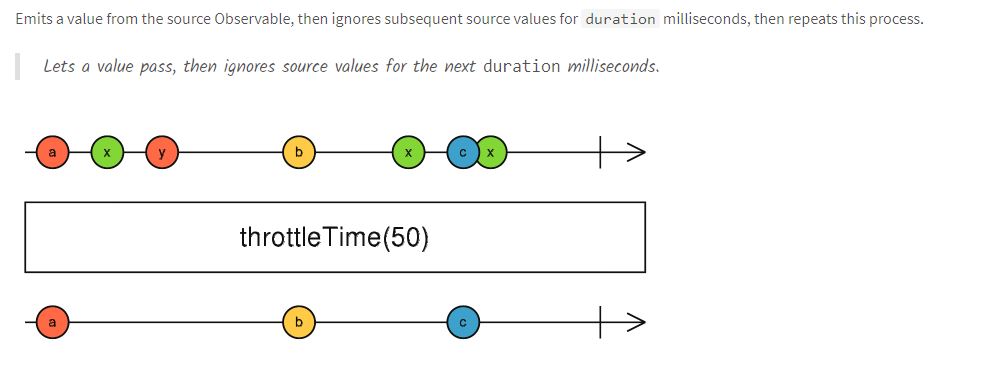 Emits a value from the source Observable, then ignores subsequent source values for duration milliseconds, then repeats this process.
Lets a value pass, then ignores source values for the next duration milliseconds.
a x y b x c x
throttleTime(50)
a b c